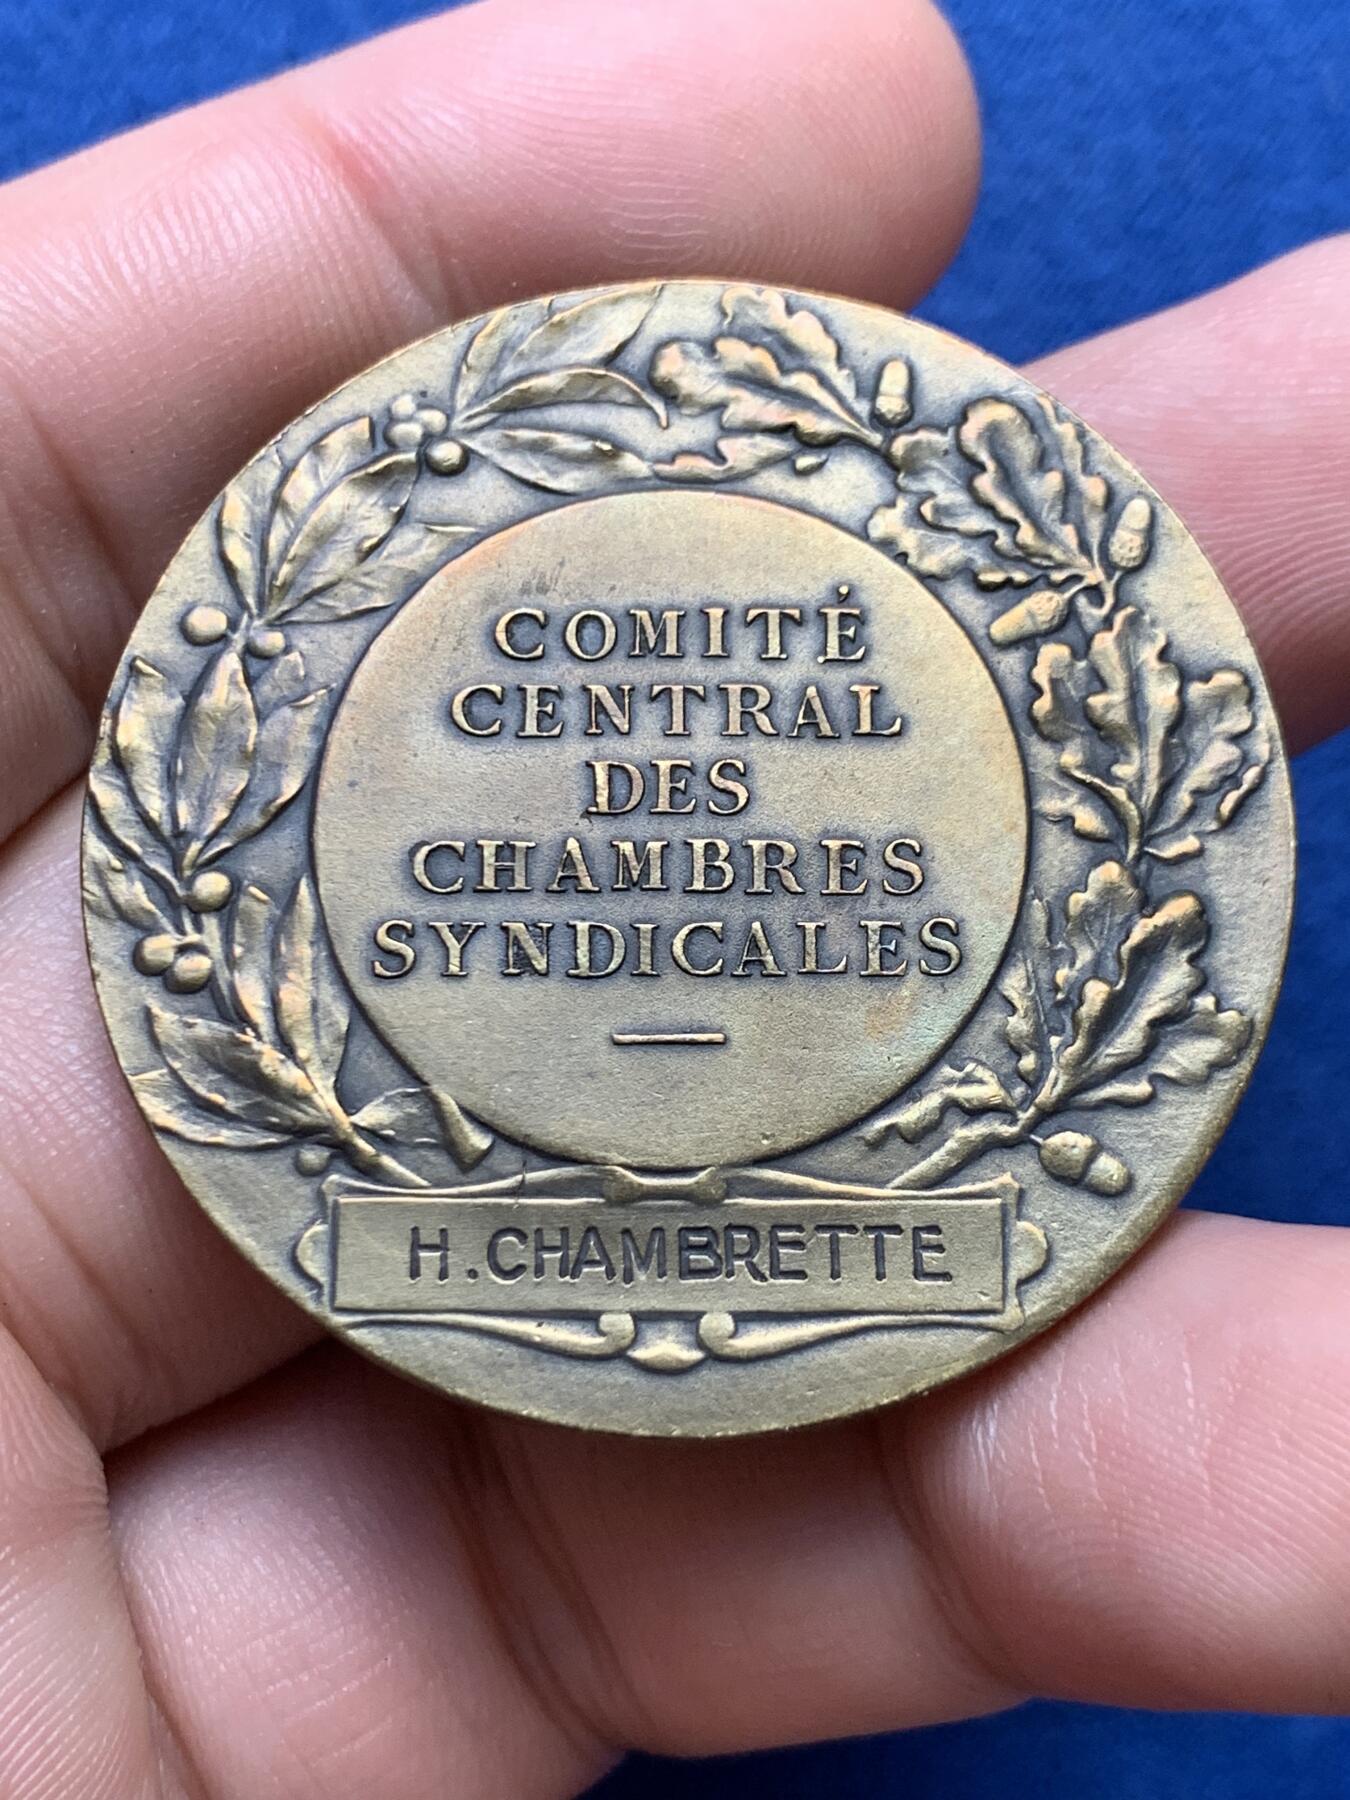 COMITÉ
CENTRAL
DES
CHAMBRES
SYNDICALES
H. CHAMBRETTE